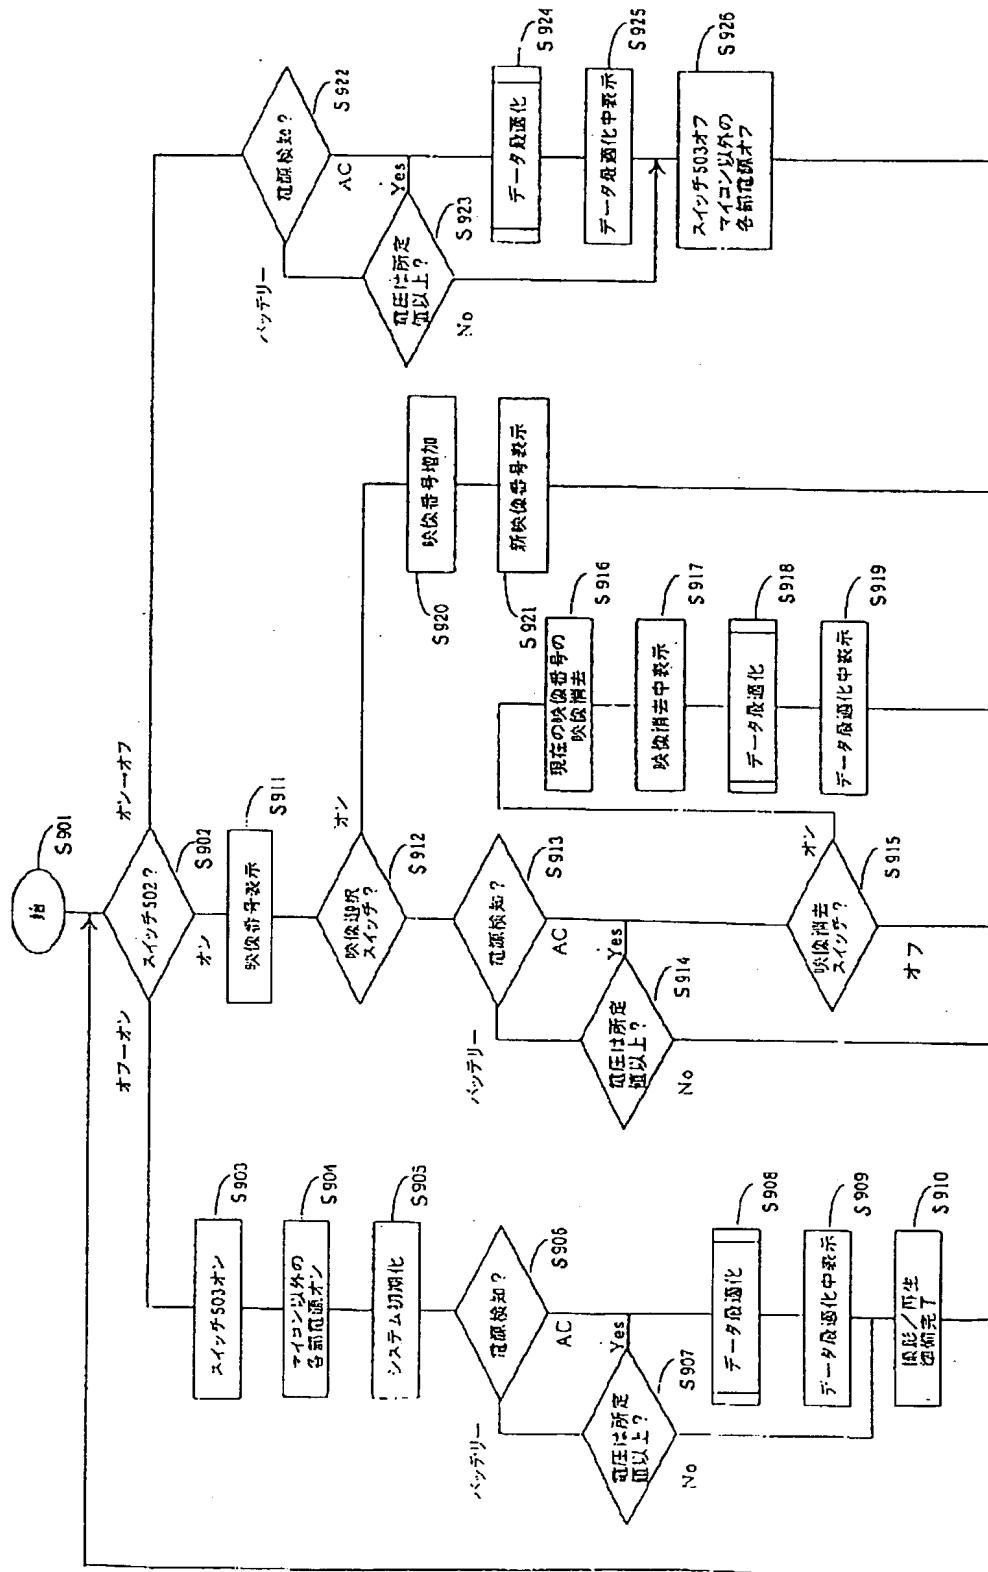 始
S901
スイッチ502?
S902
オフ→オン
オン
オン→オフ
スイッチ503オン
S903
マイコン以外の
各部電源オン
S904
システム初期化
S905
電源検知?
S906
バッテリー
AC
電圧は所定
値以上?
S907
Yes
No
データ最適化
S908
データ最適化中表示
S909
撮影/再生
準備完了
S910
映像番号表示
S911
映像選択
スイッチ?
S912
オン
電源検知?
S913
バッテリー
AC
電圧は所定
値以上?
S914
Yes
No
映像消去
スイッチ?
S915
オン
オフ
現在の映像番号の
映像消去
S916
映像消去中表示
S917
データ最適化
S918
データ最適化中表示
S919
映像番号増加
S920
新映像番号表示
S921
電源検知?
S922
バッテリー
AC
電圧は所定
値以上?
S923
Yes
No
データ最適化
S924
データ最適化中表示
S925
スイッチ503オフ
マイコン以外の
各部電源オフ
S926